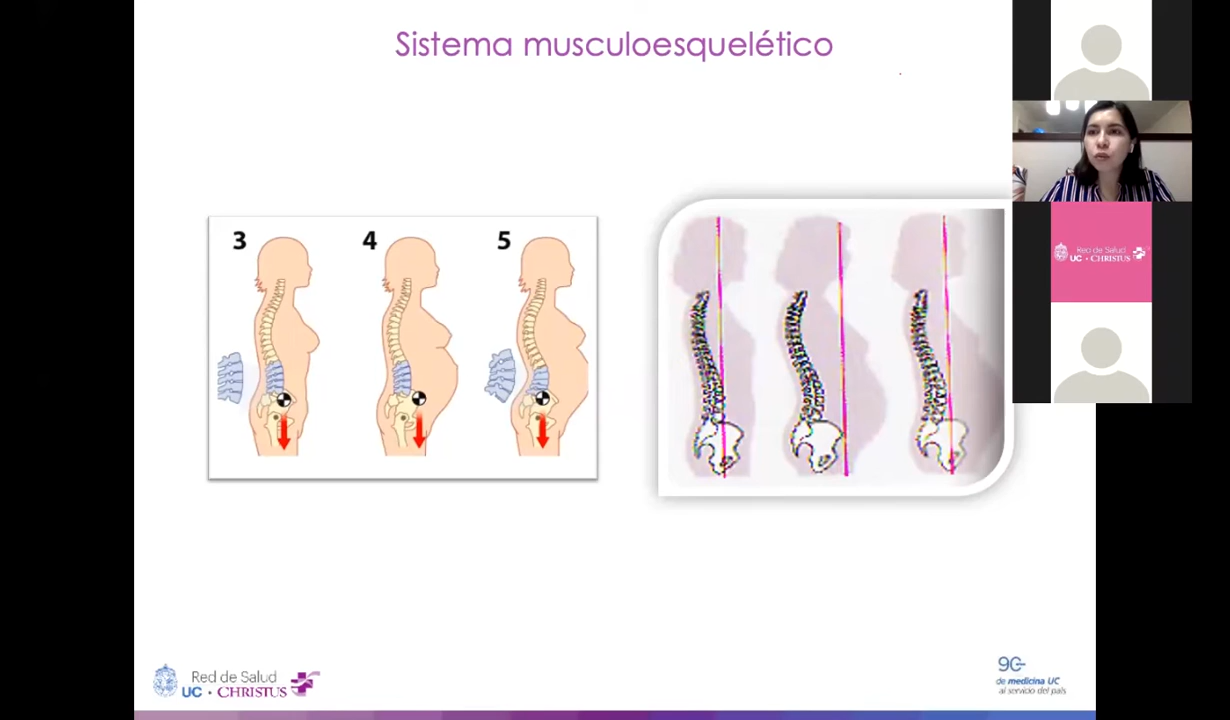 Sistema musculoesquelético
3 4 5
Red de Salud
UC · CHRISTUS
Red de Salud
UC · CHRISTUS
90
de medicina UC
al servicio del país